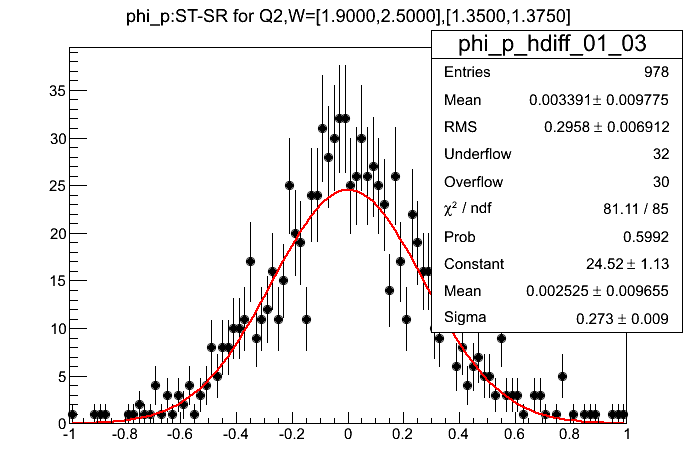 phi_p:ST-SR for Q2,W=[1.9000,2.5000],[1.3500,1.3750]
phi_p_hdiff_01_03
Entries 978
Mean 0.003391 ± 0.009775
RMS 0.2958 ± 0.006912
Underflow 32
Overflow 30
χ² / ndf 81.11 / 85
Prob 0.5992
Constant 24.52 ± 1.13
Mean 0.002525 ± 0.009655
Sigma 0.273 ± 0.009
35
30
25
20
15
10
5
0
-1 -0.8 -0.6 -0.4 -0.2 0 0.2 0.4 0.6 0.8 1